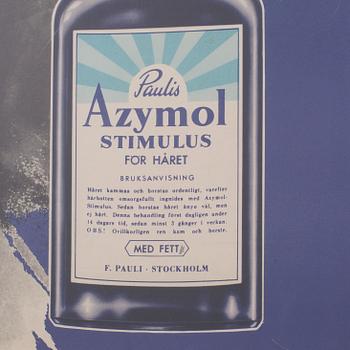 Paulis
Azymol
STIMULUS
FOR HÅRET
BRUKSANVISNING
Håret kammas och borstas ordentligt, varefter
hårbotten omsorgsfullt ingnides med Azymol-
Stimulus. Sedan borstas håret ånyo väl, men
ej hårt. Denna behandling först dagligen under
14 dagars tid, sedan minst 3 gånger i veckan.
OBS.! Ovillkorligen ren kam och borste.
MED FETT
F. PAULI · STOCKHOLM